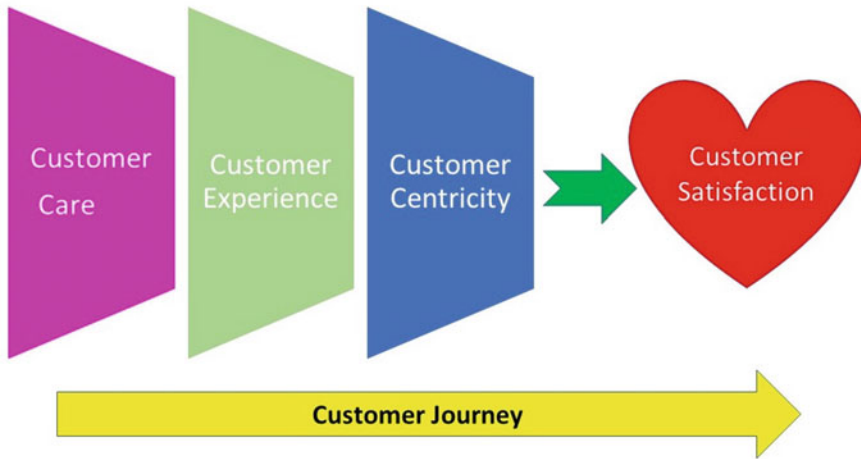 Customer
Care
Customer
Experience
Customer
Centricity
Customer
Satisfaction
Customer Journey